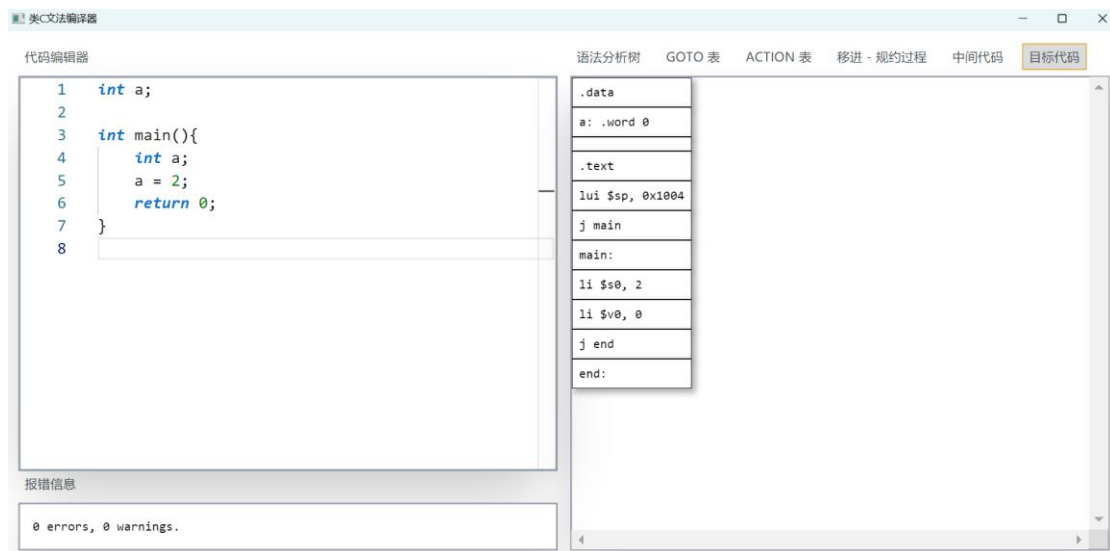 类C文法编译器
代码编辑器
语法分析树 GOTO 表 ACTION 表 移进 - 规约过程 中间代码 目标代码
1 int a;
2
3 int main(){
4 int a;
5 a = 2;
6 return 0;
7 }
8
.data
a: .word 0
.text
lui $sp, 0x1004
j main
main:
li $s0, 2
li $v0, 0
j end
end:
报错信息
0 errors, 0 warnings.